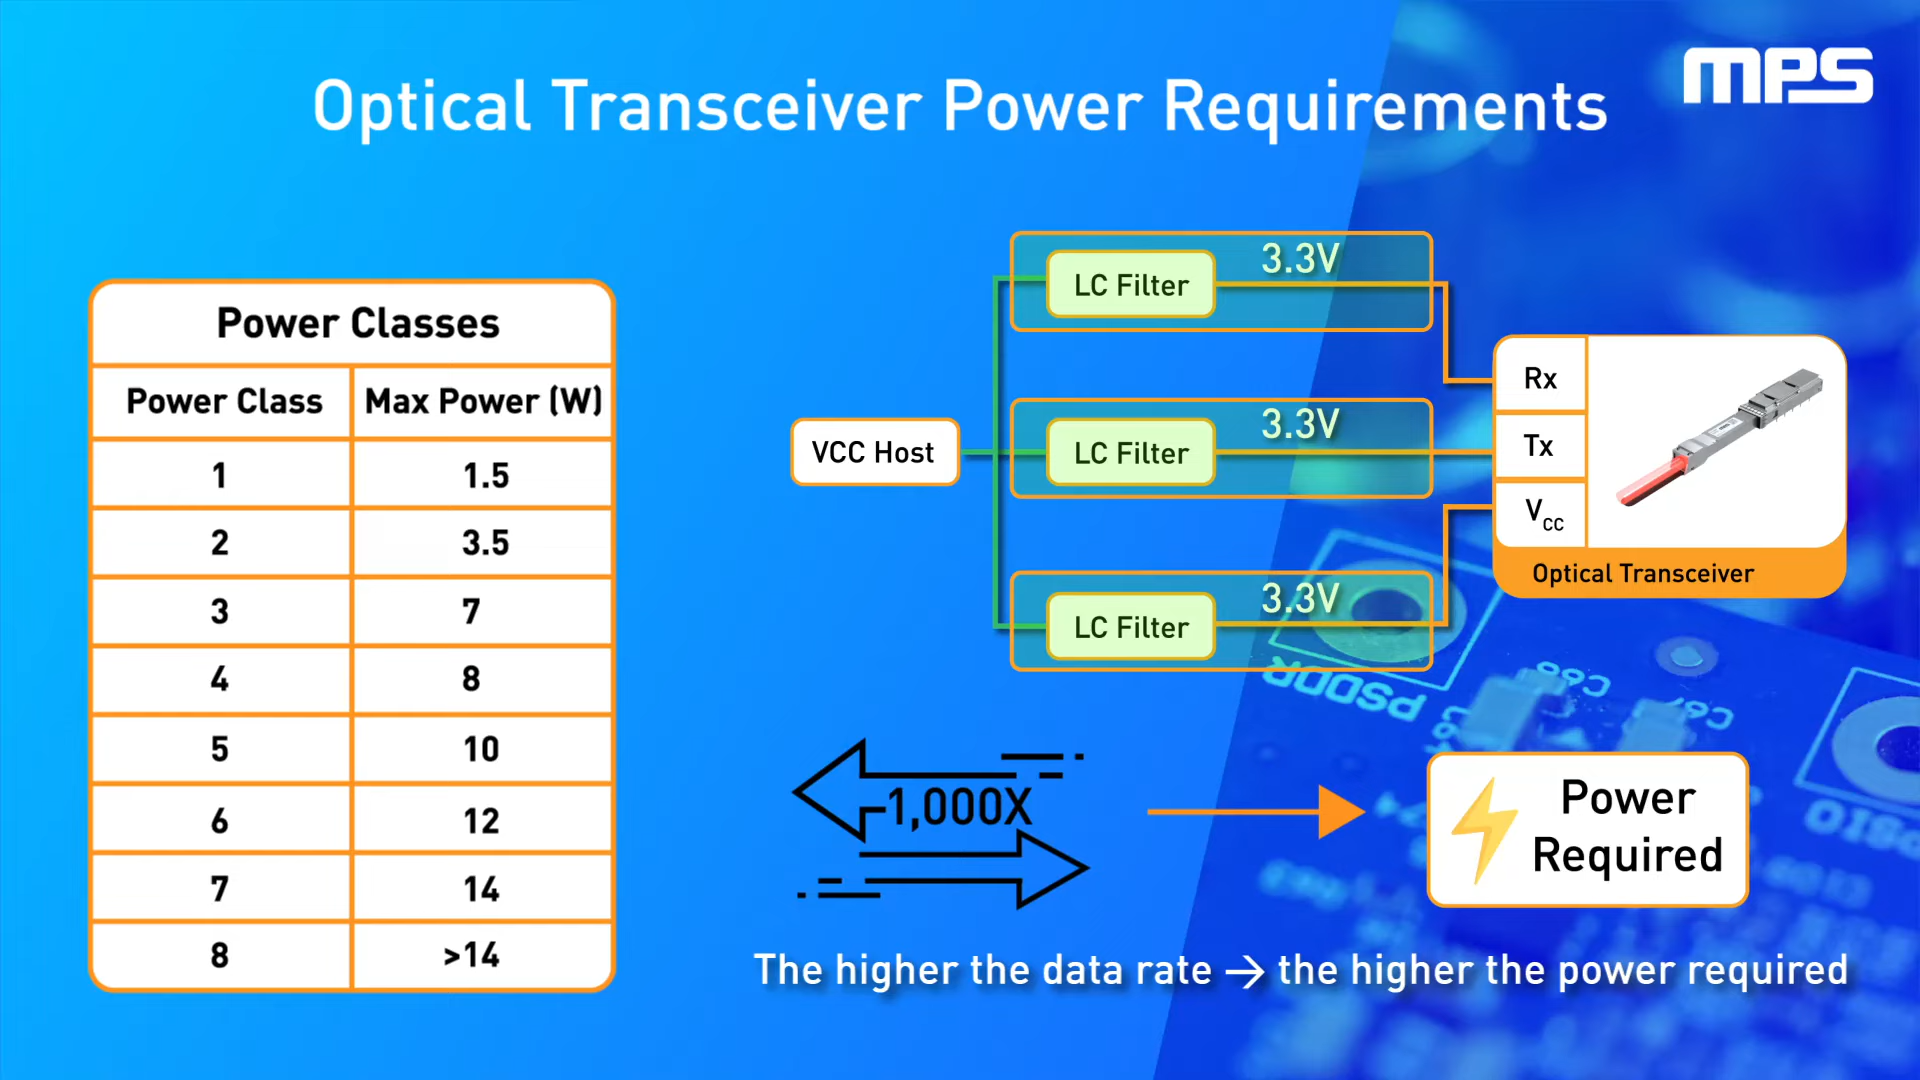 Optical Transceiver Power Requirements
MPS
Power Classes
Power Class Max Power (W)
1 1.5
2 3.5
3 7
4 8
5 10
6 12
7 14
8 >14
VCC Host
LC Filter 3.3V
LC Filter 3.3V
LC Filter 3.3V
Rx
Tx
VCC
Optical Transceiver
1,000X
Power
Required
The higher the data rate → the higher the power required
PSDDR
C68
C67